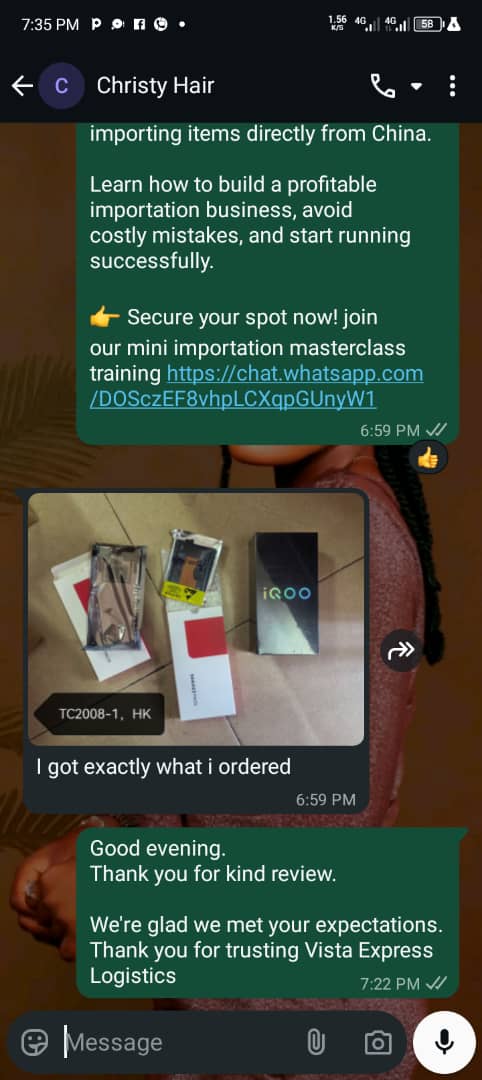 7:35 PM
1.56 K/S 4G 4G 58
C Christy Hair
importing items directly from China.
Learn how to build a profitable
importation business, avoid
costly mistakes, and start running
successfully.
👉 Secure your spot now! join
our mini importation masterclass
training https://chat.whatsapp.com
/DOSczEF8vhpLCXqpGUnyW1
6:59 PM
iQOO
TC2008-1, HK
I got exactly what i ordered
6:59 PM
Good evening.
Thank you for kind review.
We're glad we met your expectations.
Thank you for trusting Vista Express
Logistics
7:22 PM
Message